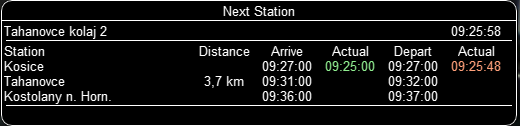 Next Station
Tahanovce kolaj 2 09:25:58
Station Distance Arrive Actual Depart Actual
Kosice 09:27:00 09:25:00 09:27:00 09:25:48
Tahanovce 3,7 km 09:31:00 09:32:00
Kostolany n. Horn. 09:36:00 09:37:00